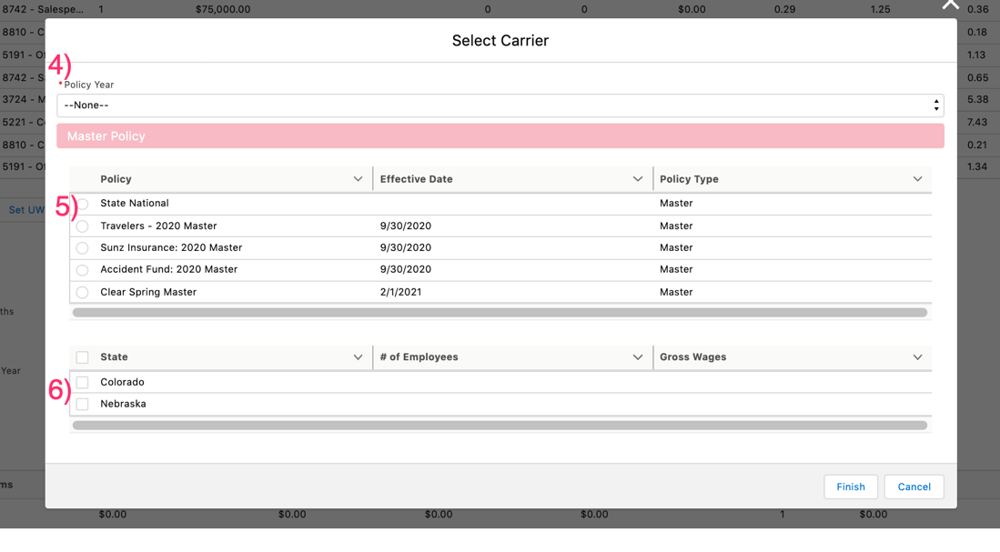 8742 - Salespe... 1 $75,000.00 0 0 $0.00 0.29 1.25 0.36
8810 - C 0.18
5191 - Of 1.13
8742 - Sa 0.65
3724 - M 5.38
5221 - Co 7.43
8810 - C 0.21
5191 - Of 1.34
Set UW
ths
Year
ms
Select Carrier
4)
*Policy Year
--None--
Master Policy
Policy Effective Date Policy Type
5)
State National Master
Travelers - 2020 Master 9/30/2020 Master
Sunz Insurance: 2020 Master 9/30/2020 Master
Accident Fund: 2020 Master 9/30/2020 Master
Clear Spring Master 2/1/2021 Master
State # of Employees Gross Wages
6)
Colorado
Nebraska
Finish Cancel
$0.00 $0.00 $0.00 $0.00 1 $0.00